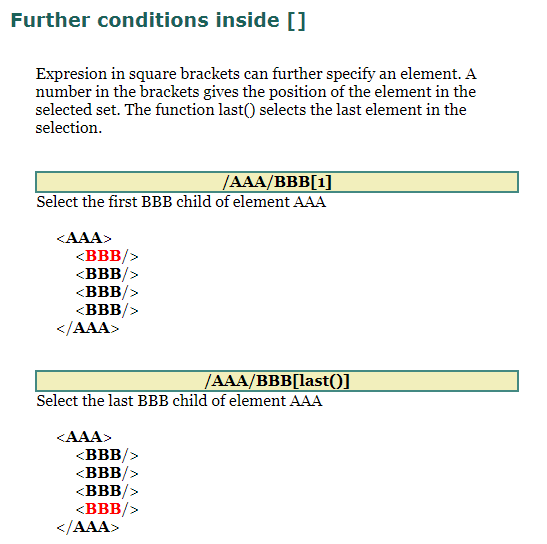 Further conditions inside []
Expresion in square brackets can further specify an element. A
number in the brackets gives the position of the element in the
selected set. The function last() selects the last element in the
selection.
/AAA/BBB[1]
Select the first BBB child of element AAA
<AAA>
<BBB/>
<BBB/>
<BBB/>
<BBB/>
</AAA>
/AAA/BBB[last()]
Select the last BBB child of element AAA
<AAA>
<BBB/>
<BBB/>
<BBB/>
<BBB/>
</AAA>